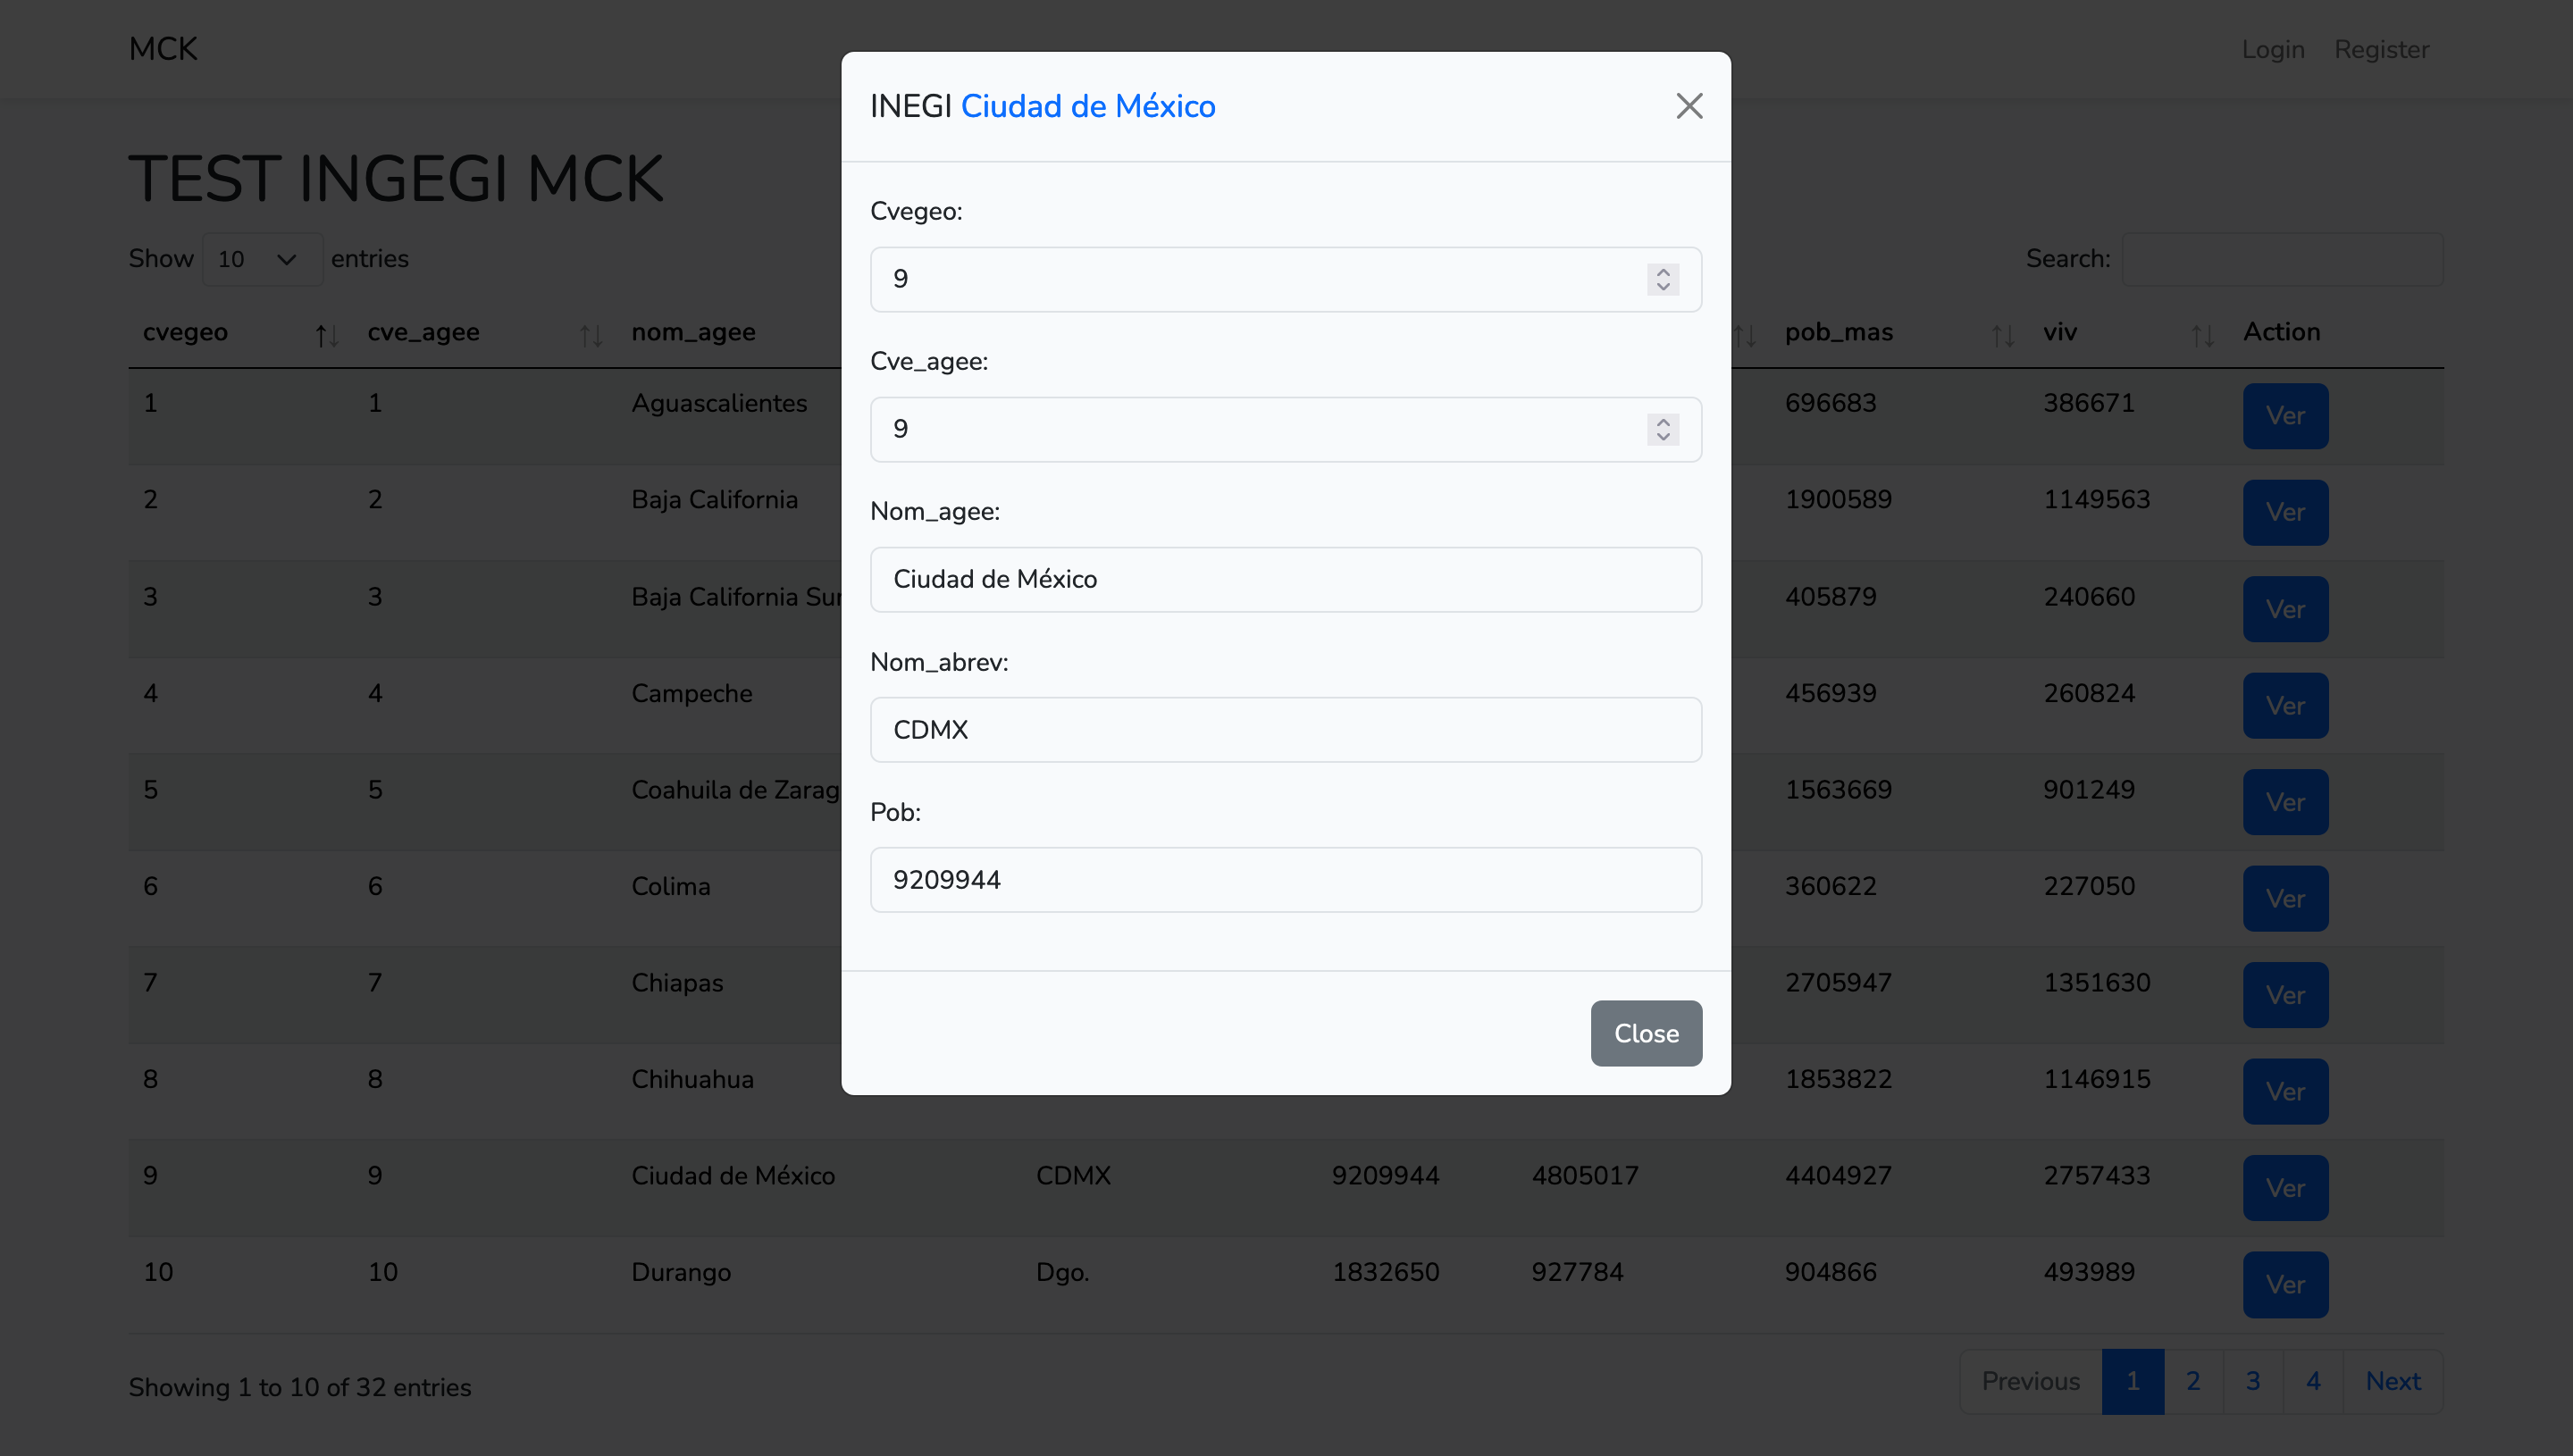 MCK Login Register
TEST INGEGI MCK
Show 10 entries Search:
cvegeo cve_agee nom_agee pob_mas viv Action
1 1 Aguascalientes 696683 386671 Ver
2 2 Baja California 1900589 1149563 Ver
3 3 Baja California Sur 405879 240660 Ver
4 4 Campeche 456939 260824 Ver
5 5 Coahuila de Zarag 1563669 901249 Ver
6 6 Colima 360622 227050 Ver
7 7 Chiapas 2705947 1351630 Ver
8 8 Chihuahua 1853822 1146915 Ver
9 9 Ciudad de México CDMX 9209944 4805017 4404927 2757433 Ver
10 10 Durango Dgo. 1832650 927784 904866 493989 Ver
Showing 1 to 10 of 32 entries Previous 1 2 3 4 Next
INEGI Ciudad de México
Cvegeo:
9
Cve_agee:
9
Nom_agee:
Ciudad de México
Nom_abrev:
CDMX
Pob:
9209944
Close